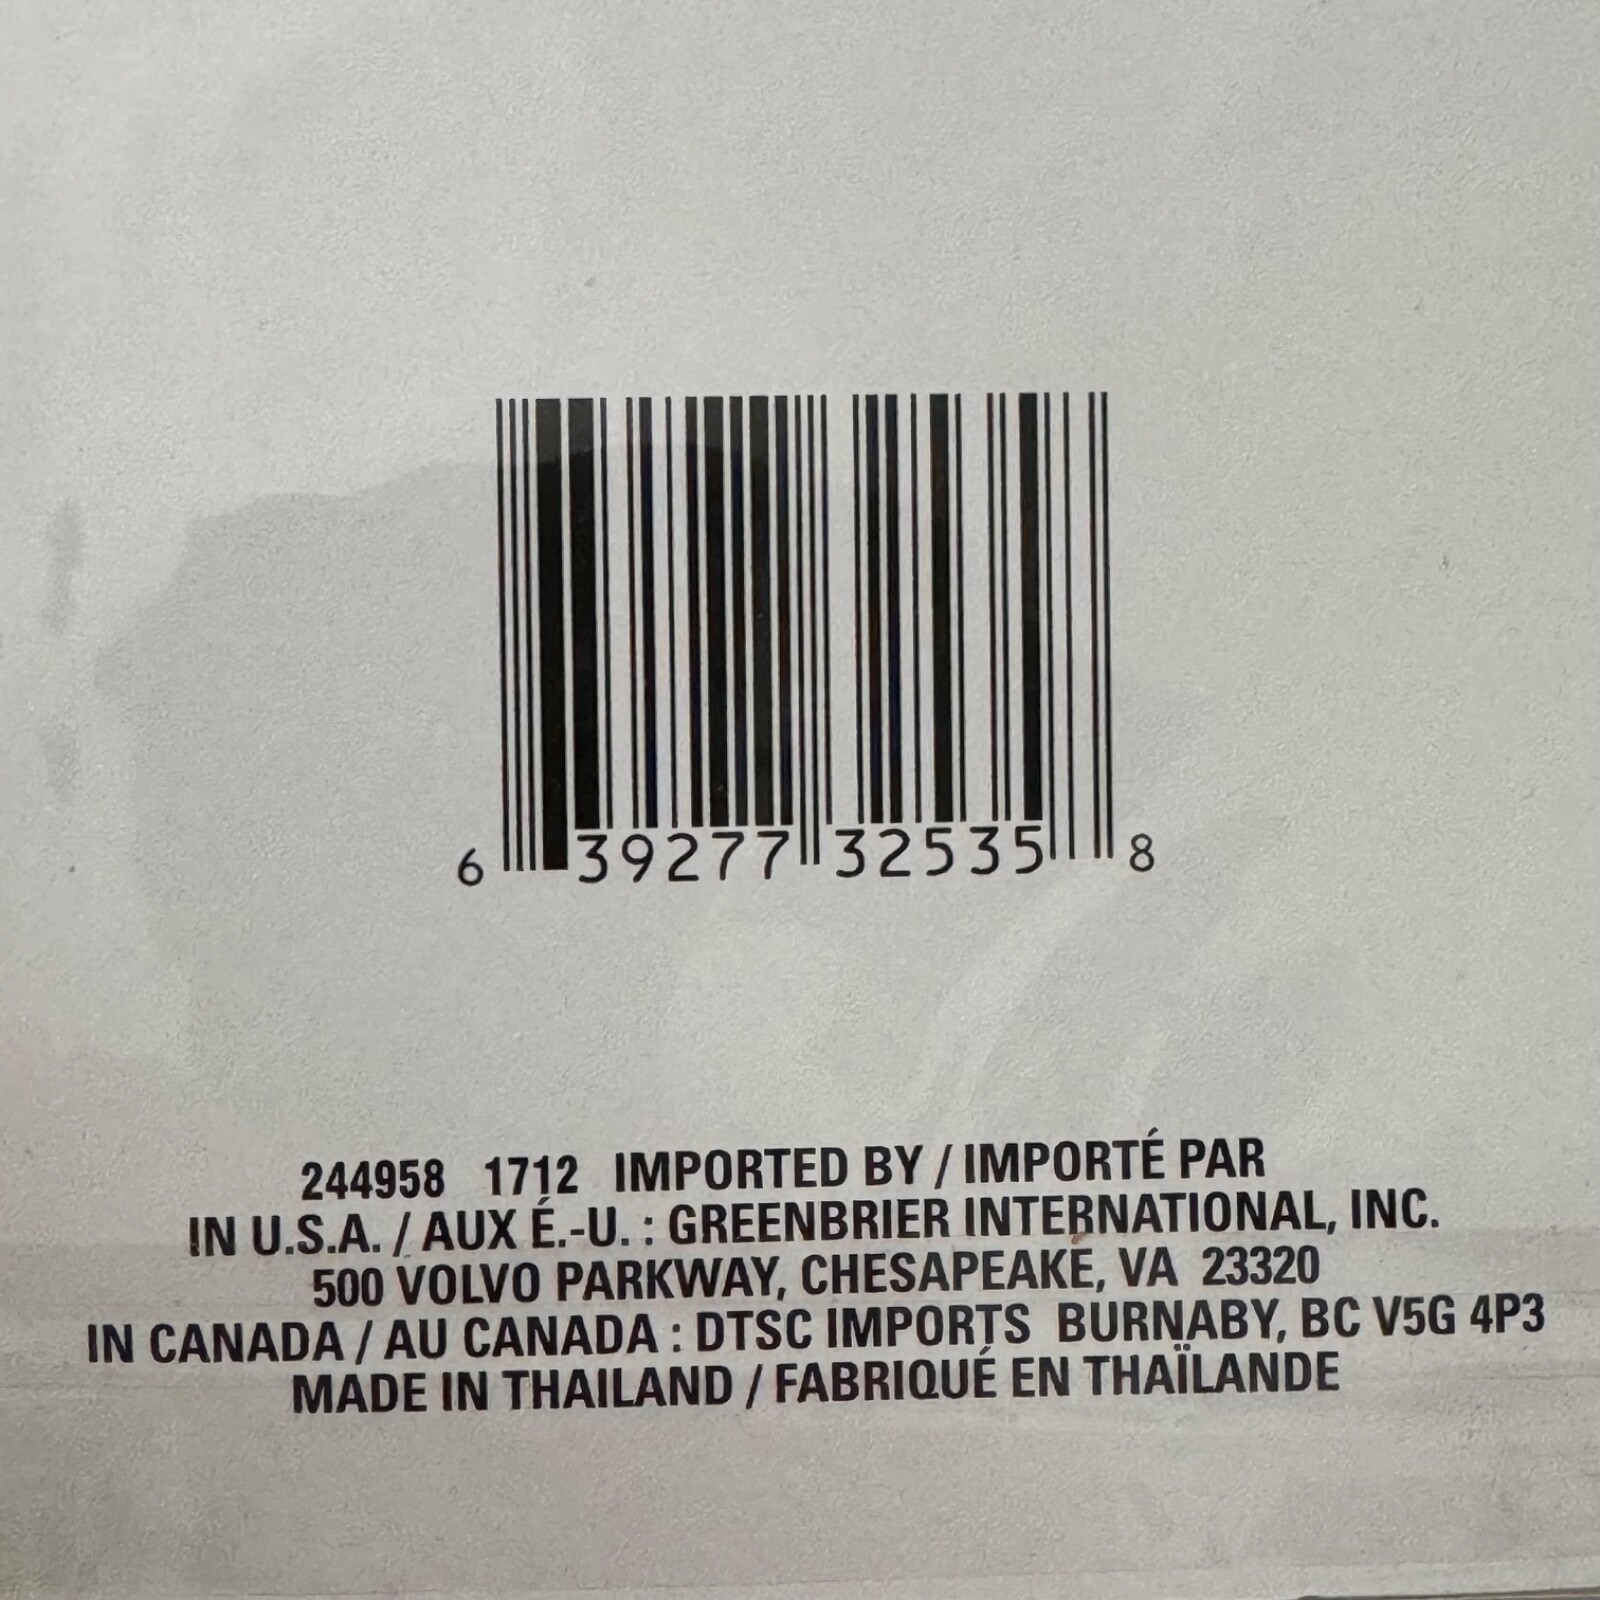 6 39277 32535 8
244958 1712 IMPORTED BY / IMPORTÉ PAR
IN U.S.A. / AUX É.-U. : GREENBRIER INTERNATIONAL, INC.
500 VOLVO PARKWAY, CHESAPEAKE, VA 23320
IN CANADA / AU CANADA : DTSC IMPORTS BURNABY, BC V5G 4P3
MADE IN THAILAND / FABRIQUÉ EN THAÏLANDE